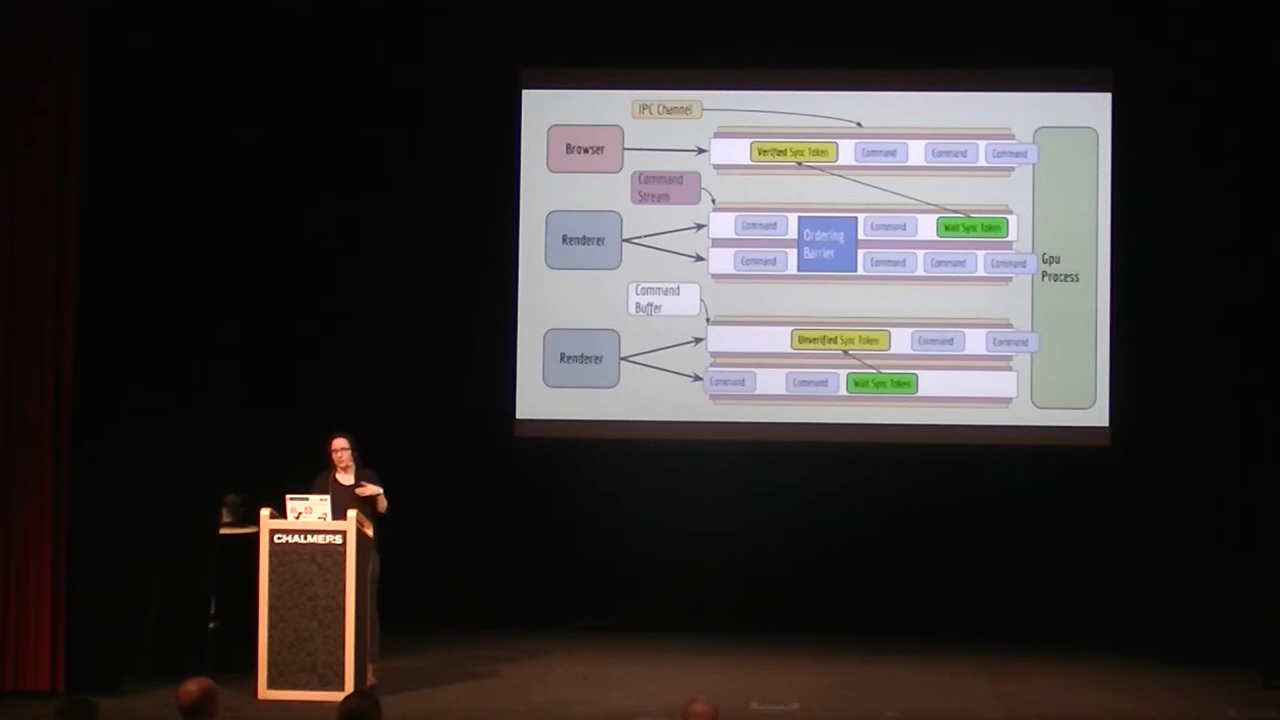 IPC Channel
Browser
Verified Sync Token
Command
Command
Command
Command
Stream
Renderer
Command
Ordering
Barrier
Command
Wait Sync Token
Command
Command
Command
Command
Gpu
Process
Command
Buffer
Renderer
Unverified Sync Token
Command
Command
Command
Command
Wait Sync Token
CHALMERS